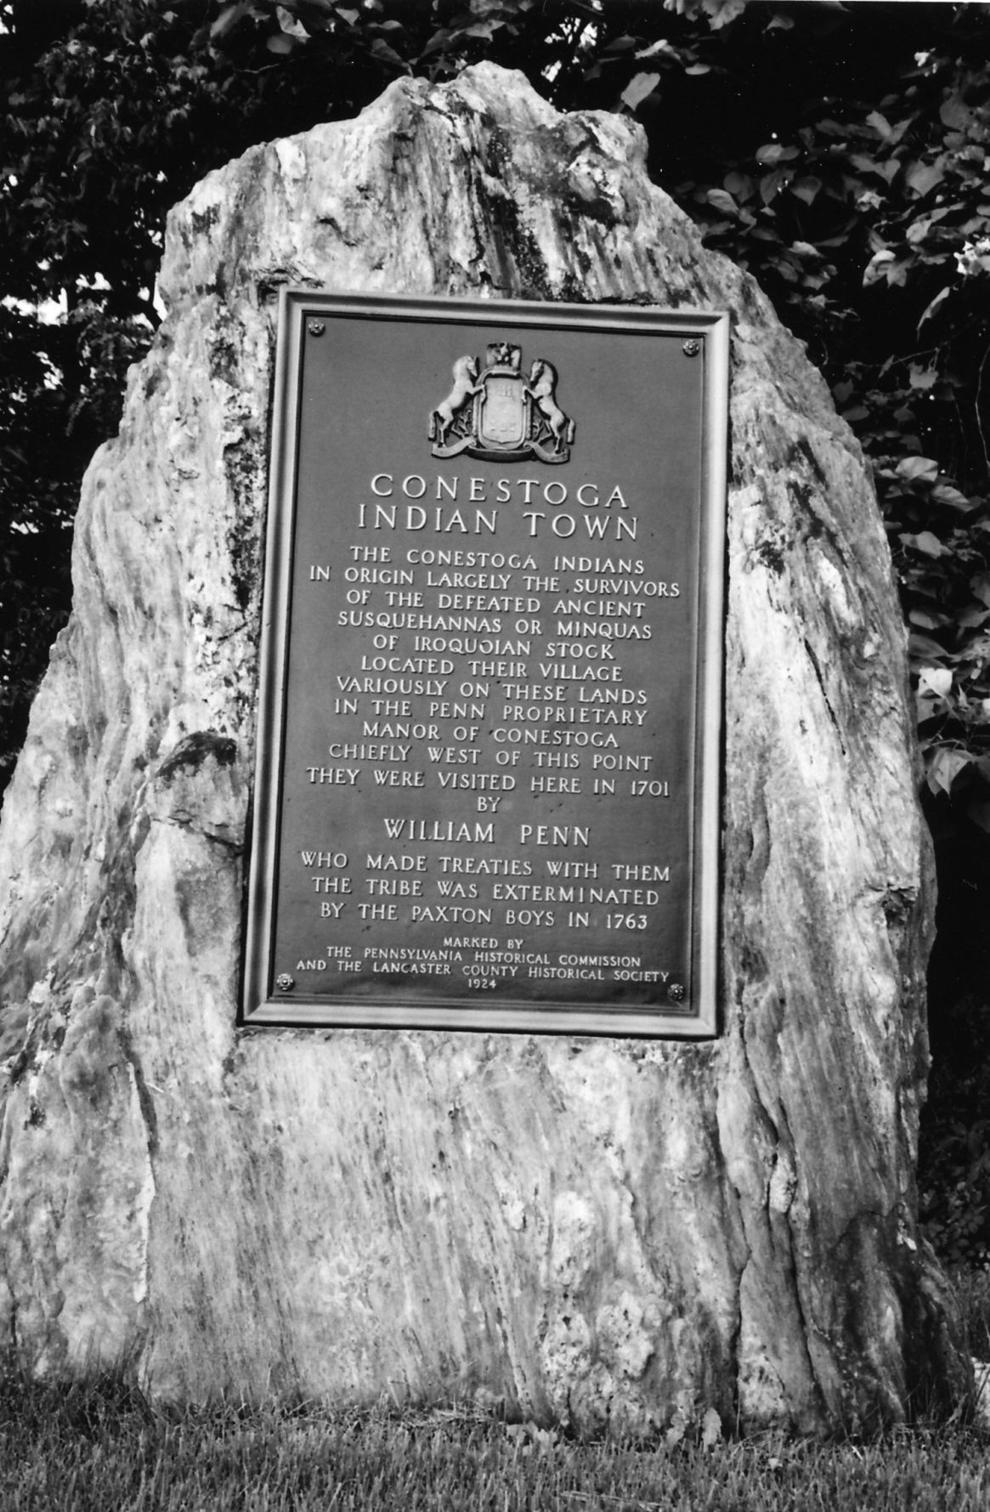 CONESTOGA
INDIAN TOWN
THE CONESTOGA INDIANS
IN ORIGIN LARGELY THE SURVIVORS
OF THE DEFEATED ANCIENT
SUSQUEHANNAS OR MINQUAS
OF IROQUOIAN STOCK
LOCATED THEIR VILLAGE
VARIOUSLY ON THESE LANDS
IN THE PENN PROPRIETARY
MANOR OF CONESTOGA
CHIEFLY WEST OF THIS POINT
THEY WERE VISITED HERE IN 1701
BY
WILLIAM PENN
WHO MADE TREATIES WITH THEM
THE TRIBE WAS EXTERMINATED
BY THE PAXTON BOYS IN 1763
MARKED BY
THE PENNSYLVANIA HISTORICAL COMMISSION
AND THE LANCASTER COUNTY HISTORICAL SOCIETY
1924